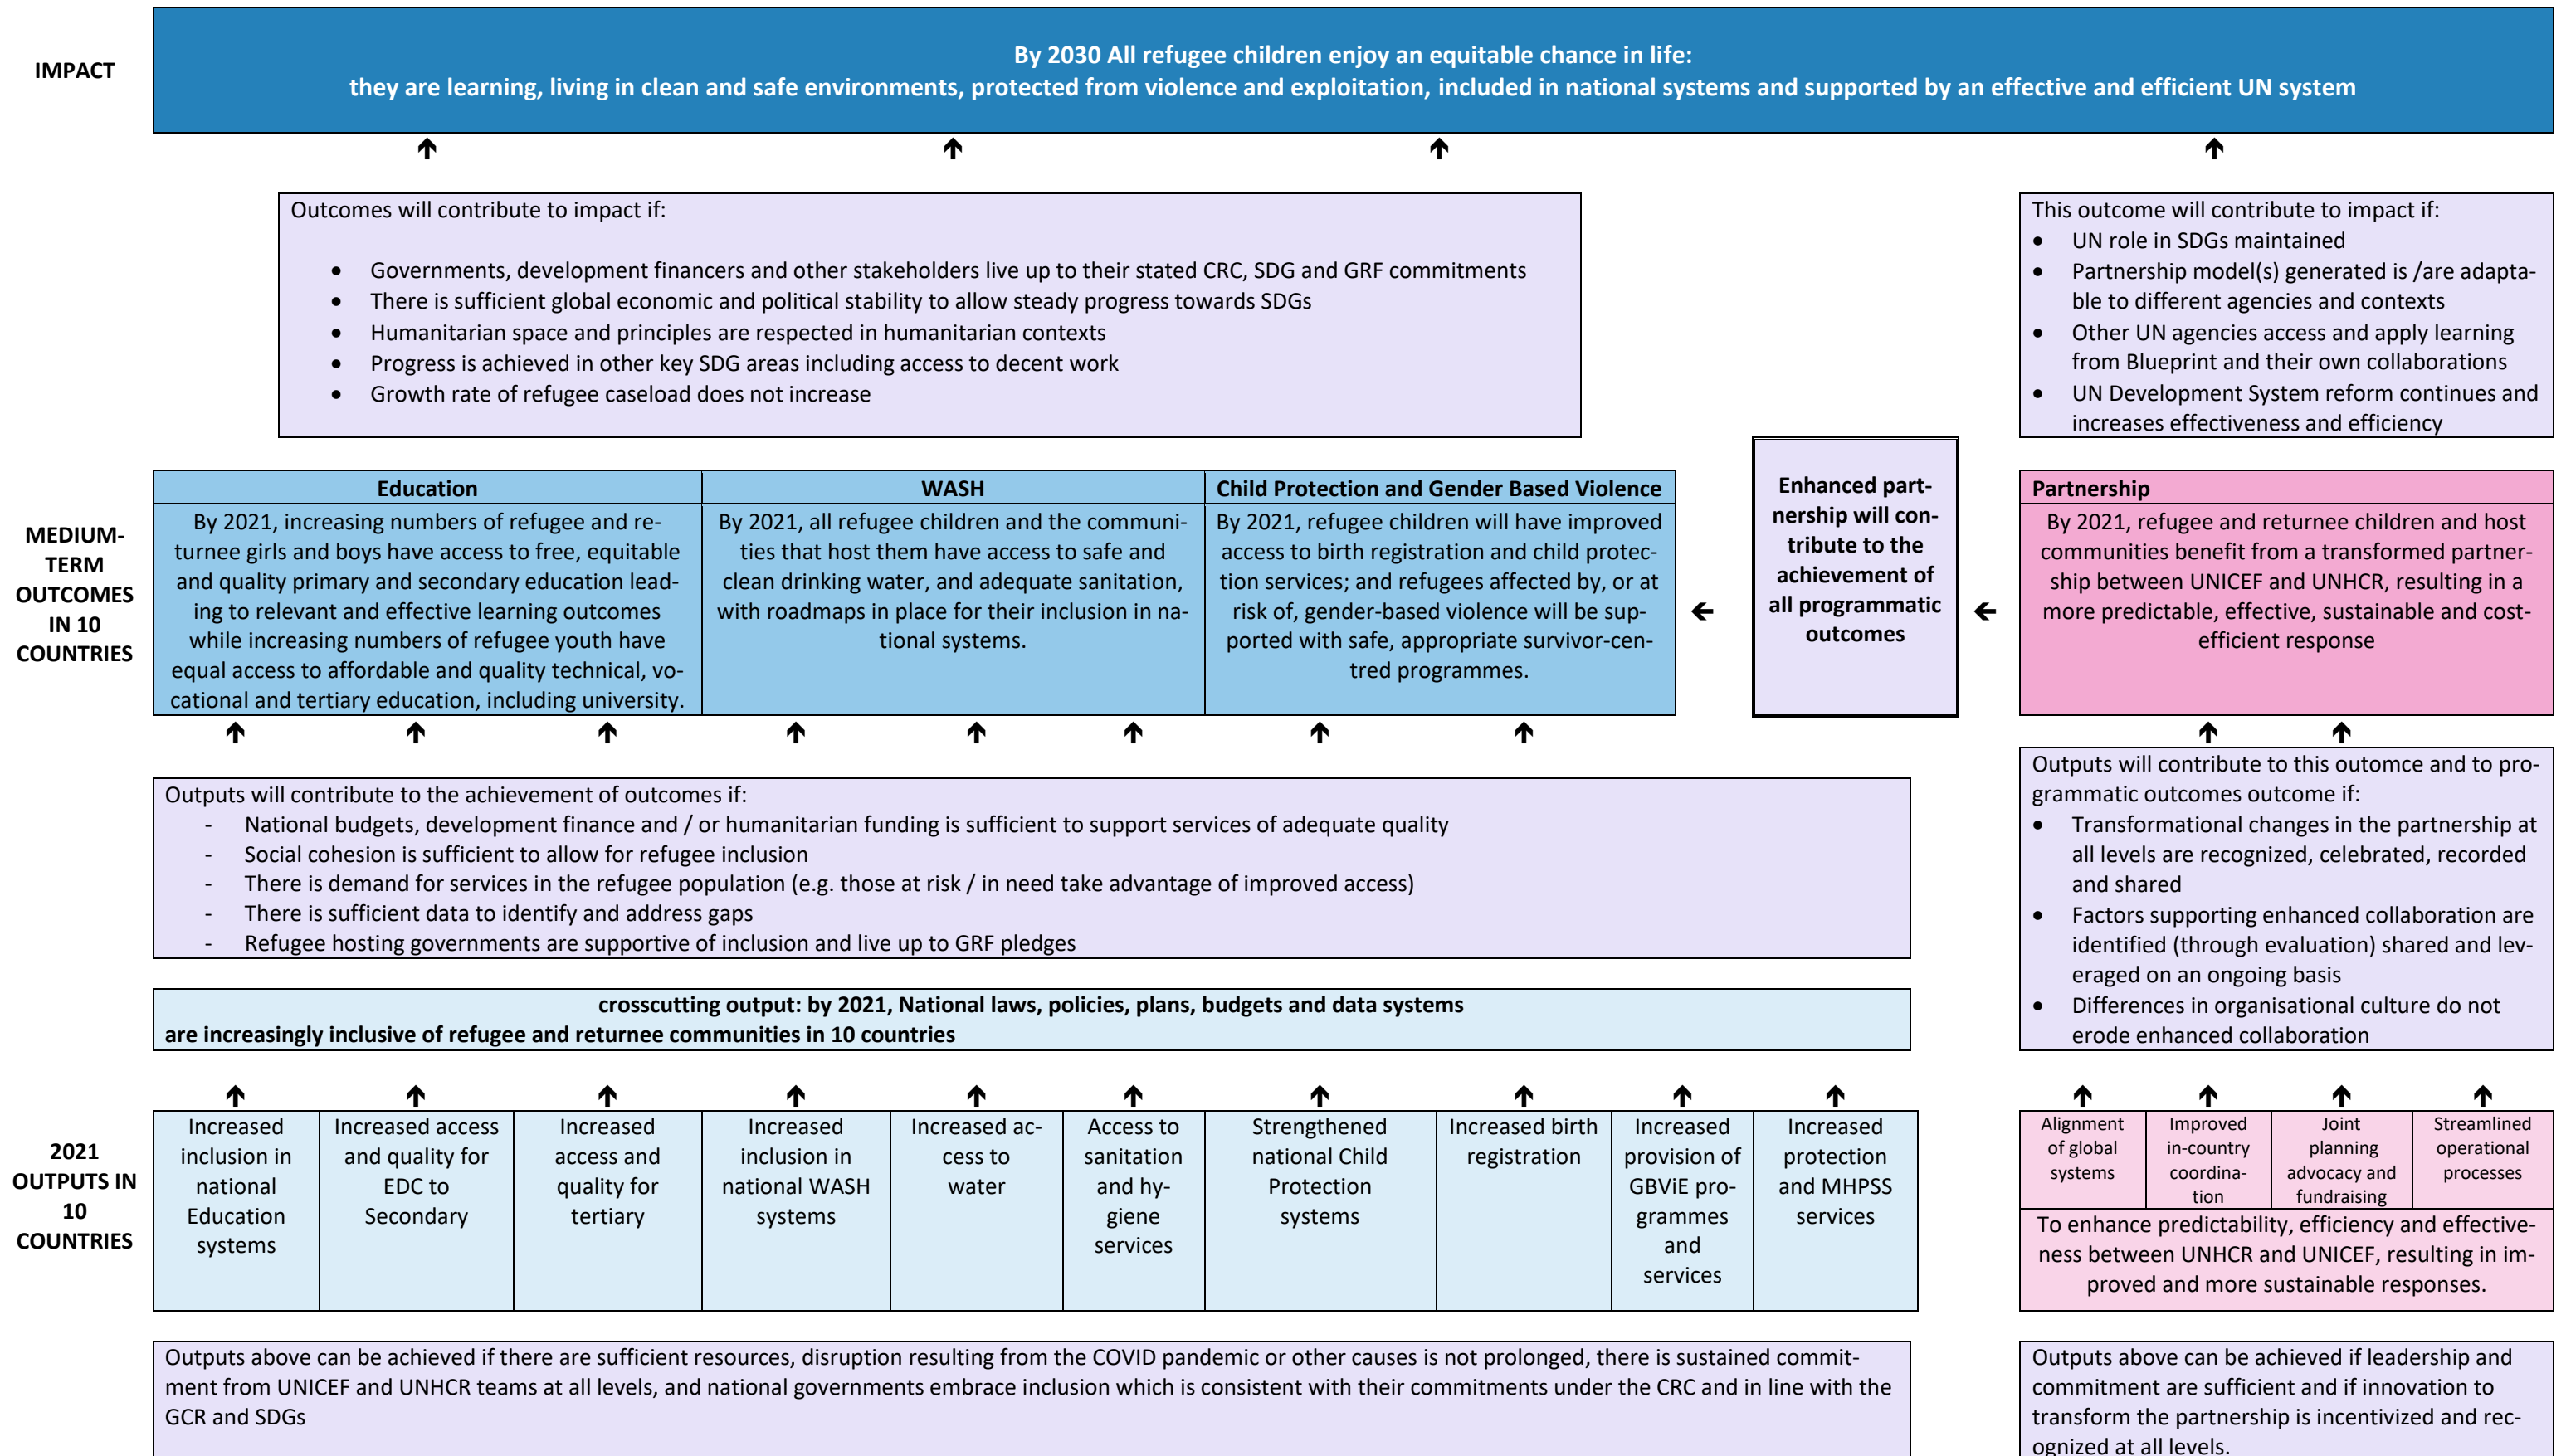 IMPACT
By 2030 All refugee children enjoy an equitable chance in life:
they are learning, living in clean and safe environments, protected from violence and exploitation, included in national systems and supported by an effective and efficient UN system
Outcomes will contribute to impact if:
• Governments, development financers and other stakeholders live up to their stated CRC, SDG and GRF commitments
• There is sufficient global economic and political stability to allow steady progress towards SDGs
• Humanitarian space and principles are respected in humanitarian contexts
• Progress is achieved in other key SDG areas including access to decent work
• Growth rate of refugee caseload does not increase
This outcome will contribute to impact if:
• UN role in SDGs maintained
• Partnership model(s) generated is /are adapta-
ble to different agencies and contexts
• Other UN agencies access and apply learning
from Blueprint and their own collaborations
• UN Development System reform continues and
increases effectiveness and efficiency
MEDIUM-
TERM
OUTCOMES
IN 10
COUNTRIES
Education
By 2021, increasing numbers of refugee and re-
turnee girls and boys have access to free, equitable
and quality primary and secondary education lead-
ing to relevant and effective learning outcomes
while increasing numbers of refugee youth have
equal access to affordable and quality technical, vo-
cational and tertiary education, including university.
WASH
By 2021, all refugee children and the communi-
ties that host them have access to safe and
clean drinking water, and adequate sanitation,
with roadmaps in place for their inclusion in na-
tional systems.
Child Protection and Gender Based Violence
By 2021, refugee children will have improved
access to birth registration and child protec-
tion services; and refugees affected by, or at
risk of, gender-based violence will be sup-
ported with safe, appropriate survivor-cen-
tred programmes.
Enhanced part-
nership will con-
tribute to the
achievement of
all programmatic
outcomes
Partnership
By 2021, refugee and returnee children and host
communities benefit from a transformed partner-
ship between UNICEF and UNHCR, resulting in a
more predictable, effective, sustainable and cost-
efficient response
Outputs will contribute to the achievement of outcomes if:
- National budgets, development finance and / or humanitarian funding is sufficient to support services of adequate quality
- Social cohesion is sufficient to allow for refugee inclusion
- There is demand for services in the refugee population (e.g. those at risk / in need take advantage of improved access)
- There is sufficient data to identify and address gaps
- Refugee hosting governments are supportive of inclusion and live up to GRF pledges
Outputs will contribute to this outomce and to pro-
grammatic outcomes outcome if:
• Transformational changes in the partnership at
all levels are recognized, celebrated, recorded
and shared
• Factors supporting enhanced collaboration are
identified (through evaluation) shared and lev-
eraged on an ongoing basis
• Differences in organisational culture do not
erode enhanced collaboration
crosscutting output: by 2021, National laws, policies, plans, budgets and data systems
are increasingly inclusive of refugee and returnee communities in 10 countries
2021
OUTPUTS IN
10
COUNTRIES
Increased
inclusion in
national
Education
systems
Increased access
and quality for
EDC to
Secondary
Increased
access and
quality for
tertiary
Increased
inclusion in
national WASH
systems
Increased ac-
cess to
water
Access to
sanitation
and hy-
giene
services
Strengthened
national Child
Protection
systems
Increased birth
registration
Increased
provision of
GBViE pro-
grammes
and
services
Increased
protection
and MHPSS
services
Alignment
of global
systems
Improved
in-country
coordina-
tion
Joint
planning
advocacy and
fundraising
Streamlined
operational
processes
To enhance predictability, efficiency and effective-
ness between UNHCR and UNICEF, resulting in im-
proved and more sustainable responses.
Outputs above can be achieved if there are sufficient resources, disruption resulting from the COVID pandemic or other causes is not prolonged, there is sustained commit-
ment from UNICEF and UNHCR teams at all levels, and national governments embrace inclusion which is consistent with their commitments under the CRC and in line with the
GCR and SDGs
Outputs above can be achieved if leadership and
commitment are sufficient and if innovation to
transform the partnership is incentivized and rec-
ognized at all levels.